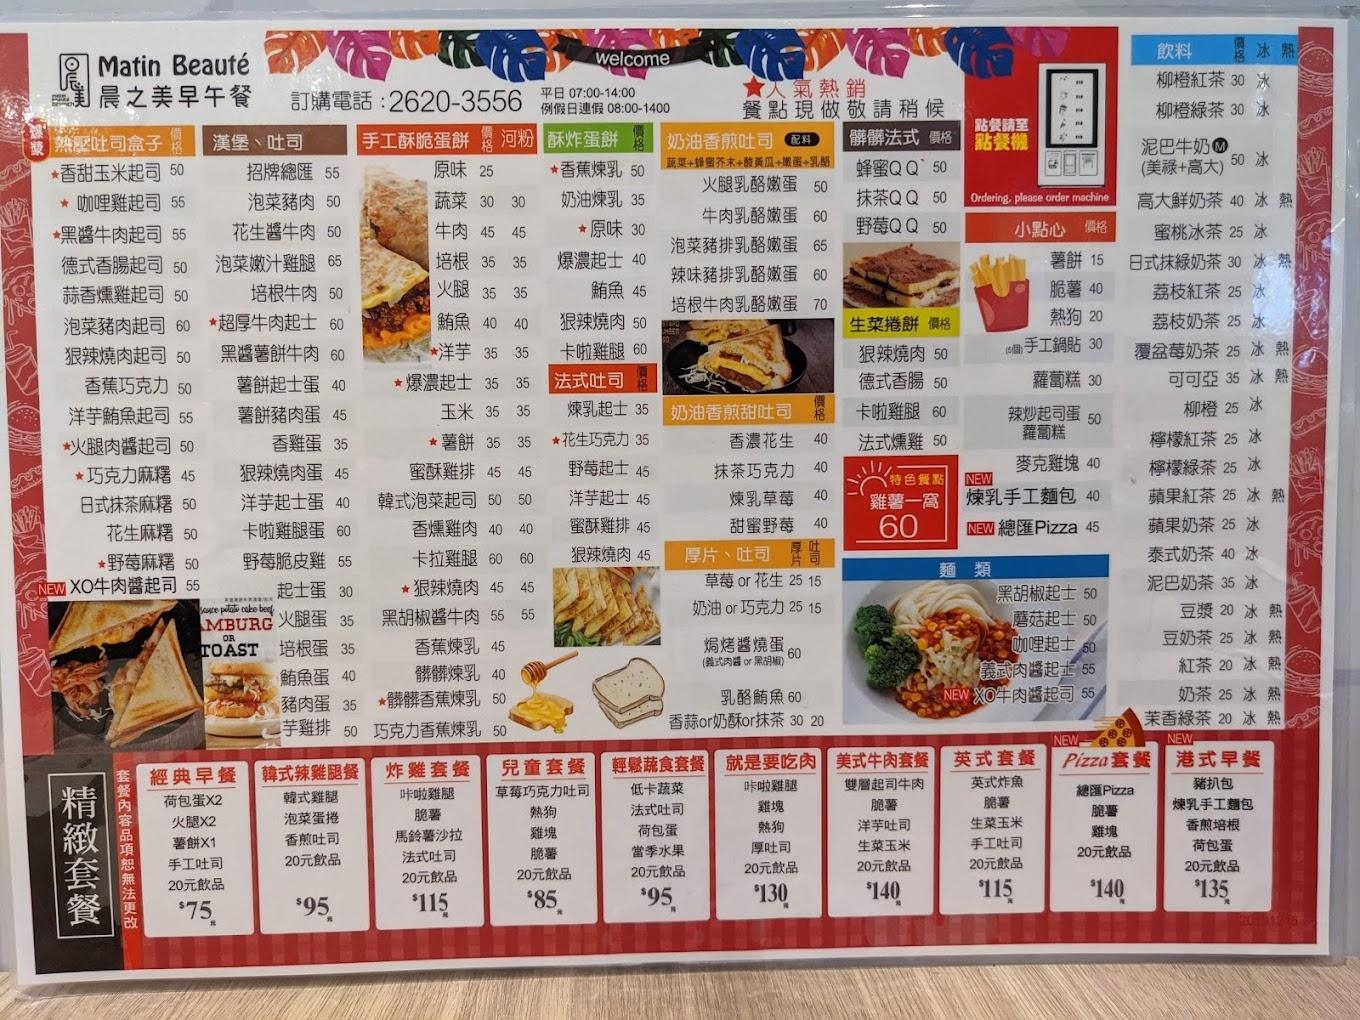 Matin Beauté
晨之美早午餐
訂購電話：2620-3556
平日 07:00-14:00
例假日連假 08:00-1400
welcome
★人氣熱銷
餐點現做敬請稍候
點餐請至
點餐機
Ordering, please order machine
熱壓吐司盒子 價格
★香甜玉米起司 50
★咖哩雞起司 55
★黑醬牛肉起司 55
德式香腸起司 50
蒜香燻雞起司 50
泡菜豬肉起司 60
狠辣燒肉起司 50
香蕉巧克力 50
洋芋鮪魚起司 55
★火腿肉醬起司 50
★巧克力麻糬 45
日式抹茶麻糬 50
花生麻糬 50
★野莓麻糬 50
NEW XO牛肉醬起司 55
漢堡、吐司
招牌總匯 55
泡菜豬肉 50
花生醬牛肉 50
泡菜嫩汁雞腿 65
培根牛肉 50
★超厚牛肉起士 60
黑醬薯餅牛肉 60
薯餅起士蛋 40
薯餅豬肉蛋 45
香雞蛋 35
狠辣燒肉蛋 45
洋芋起士蛋 40
卡啦雞腿蛋 60
野莓脆皮雞 55
起士蛋 30
火腿蛋 35
培根蛋 35
鮪魚蛋 40
豬肉蛋 35
芋雞排 50
sauce potato cake beef
AMBURG
OR
TOAST
手工酥脆蛋餅 價格 河粉
原味 25
蔬菜 30 30
牛肉 45 45
培根 35 35
火腿 35 35
鮪魚 40 40
★洋芋 35 35
★爆濃起士 35 35
玉米 35 35
★薯餅 35 35
蜜酥雞排 45 45
韓式泡菜起司 50 50
香燻雞肉 40 40
卡拉雞腿 60 60
★狠辣燒肉 45 45
黑胡椒醬牛肉 55 55
香蕉煉乳 45
髒髒煉乳 40
★髒髒香蕉煉乳 50
巧克力香蕉煉乳 50
酥炸蛋餅 價格
★香蕉煉乳 50
奶油煉乳 35
★原味 30
爆濃起士 40
鮪魚 45
狠辣燒肉 50
卡啦雞腿 60
法式吐司 價格
煉乳起士 35
★花生巧克力 35
野莓起士 45
洋芋起士 45
蜜酥雞排 45
狠辣燒肉 45
奶油香煎吐司 配料
蔬菜+蜂蜜芥末+酸黃瓜+嫩蛋+乳酪
火腿乳酪嫩蛋 50
牛肉乳酪嫩蛋 60
泡菜豬排乳酪嫩蛋 65
辣味豬排乳酪嫩蛋 60
培根牛肉乳酪嫩蛋 70
奶油香煎甜吐司 價格
香濃花生 40
抹茶巧克力 40
煉乳草莓 40
甜蜜野莓 40
厚片、吐司 厚片 吐司
草莓 or 花生 25 15
奶油 or 巧克力 25 15
焗烤醬燒蛋 60
(義式肉醬 or 黑胡椒)
乳酪鮪魚 60
香蒜or奶酥or抹茶 30 20
髒髒法式 價格
蜂蜜QQ 50
抹茶QQ 50
野莓QQ 50
生菜捲餅 價格
狠辣燒肉 50
德式香腸 50
卡啦雞腿 60
法式燻雞 50
特色餐點
雞薯一窩
60
麵 類
黑胡椒起士 50
蘑菇起士 50
咖哩起士 50
義式肉醬起士 55
NEW XO牛肉醬起司 55
小點心 價格
薯餅 15
脆薯 40
熱狗 20
(5個)手工鍋貼 30
蘿蔔糕 30
辣炒起司蛋
蘿蔔糕 50
麥克雞塊 40
NEW
煉乳手工麵包 40
NEW 總匯Pizza 45
飲料 價格 冰 熱
柳橙紅茶 30 冰
柳橙綠茶 30 冰
泥巴牛奶 M
(美祿+高大) 50 冰
高大鮮奶茶 40 冰 熱
蜜桃冰茶 25 冰
日式抹綠奶茶 30 冰 熱
荔枝紅茶 25 冰
荔枝奶茶 25 冰
覆盆莓奶茶 25 冰 熱
可可亞 35 冰 熱
柳橙 25 冰
檸檬紅茶 25 冰
檸檬綠茶 25 冰
蘋果紅茶 25 冰 熱
蘋果奶茶 25 冰
泰式奶茶 40 冰
泥巴奶茶 35 冰
豆漿 20 冰 熱
豆奶茶 25 冰 熱
紅茶 20 冰 熱
奶茶 25 冰 熱
茉香綠茶 20 冰 熱
精緻套餐
套餐內容品項恕無法更改
經典早餐
荷包蛋X2
火腿X2
薯餅X1
手工吐司
20元飲品
$75元
韓式辣雞腿餐
韓式雞腿
泡菜蛋捲
香煎吐司
20元飲品
$95元
炸雞套餐
咔啦雞腿
脆薯
馬鈴薯沙拉
法式吐司
20元飲品
$115元
兒童套餐
草莓巧克力吐司
熱狗
雞塊
脆薯
20元飲品
$85元
輕鬆蔬食套餐
低卡蔬菜
法式吐司
荷包蛋
當季水果
20元飲品
$95元
就是要吃肉
咔啦雞腿
雞塊
熱狗
厚吐司
20元飲品
$130元
美式牛肉套餐
雙層起司牛肉
脆薯
洋芋吐司
生菜玉米
20元飲品
$140元
英式套餐
英式炸魚
脆薯
生菜玉米
手工吐司
20元飲品
$115元
NEW
Pizza套餐
總匯Pizza
脆薯
雞塊
20元飲品
$140元
NEW
港式早餐
豬扒包
煉乳手工麵包
香煎培根
荷包蛋
20元飲品
$135元